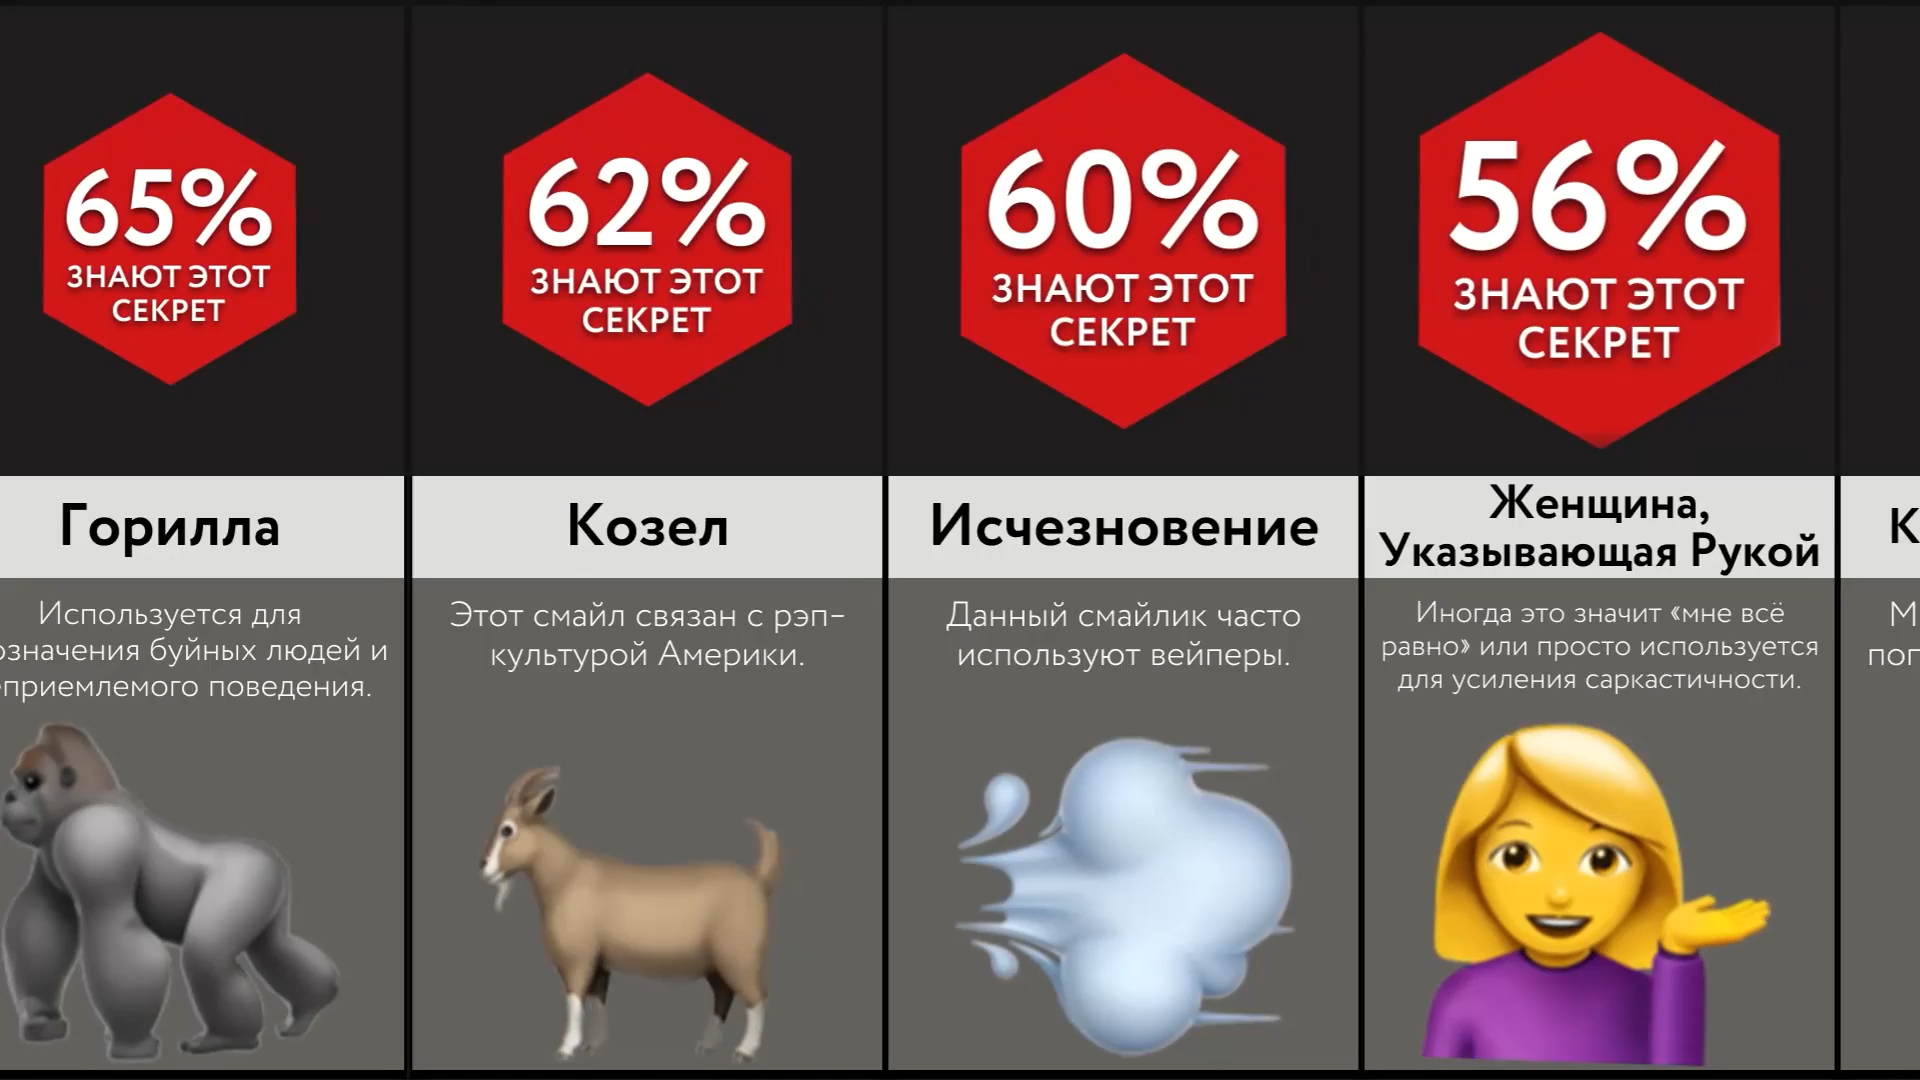 65%
ЗНАЮТ ЭТОТ
СЕКРЕТ
Горилла
Используется для
буйных людей и
поведения.
62%
ЗНАЮТ ЭТОТ
СЕКРЕТ
Козел
Этот смайл связан с рэп-
культурой Америки.
60%
ЗНАЮТ ЭТОТ
СЕКРЕТ
Исчезновение
Данный смайлик часто
используют вейперы.
56%
ЗНАЮТ ЭТОТ
СЕКРЕТ
Женщина,
Указывающая Рукой
Иногда это значит «мне всё
равно» или просто используется
для усиления саркастичности.